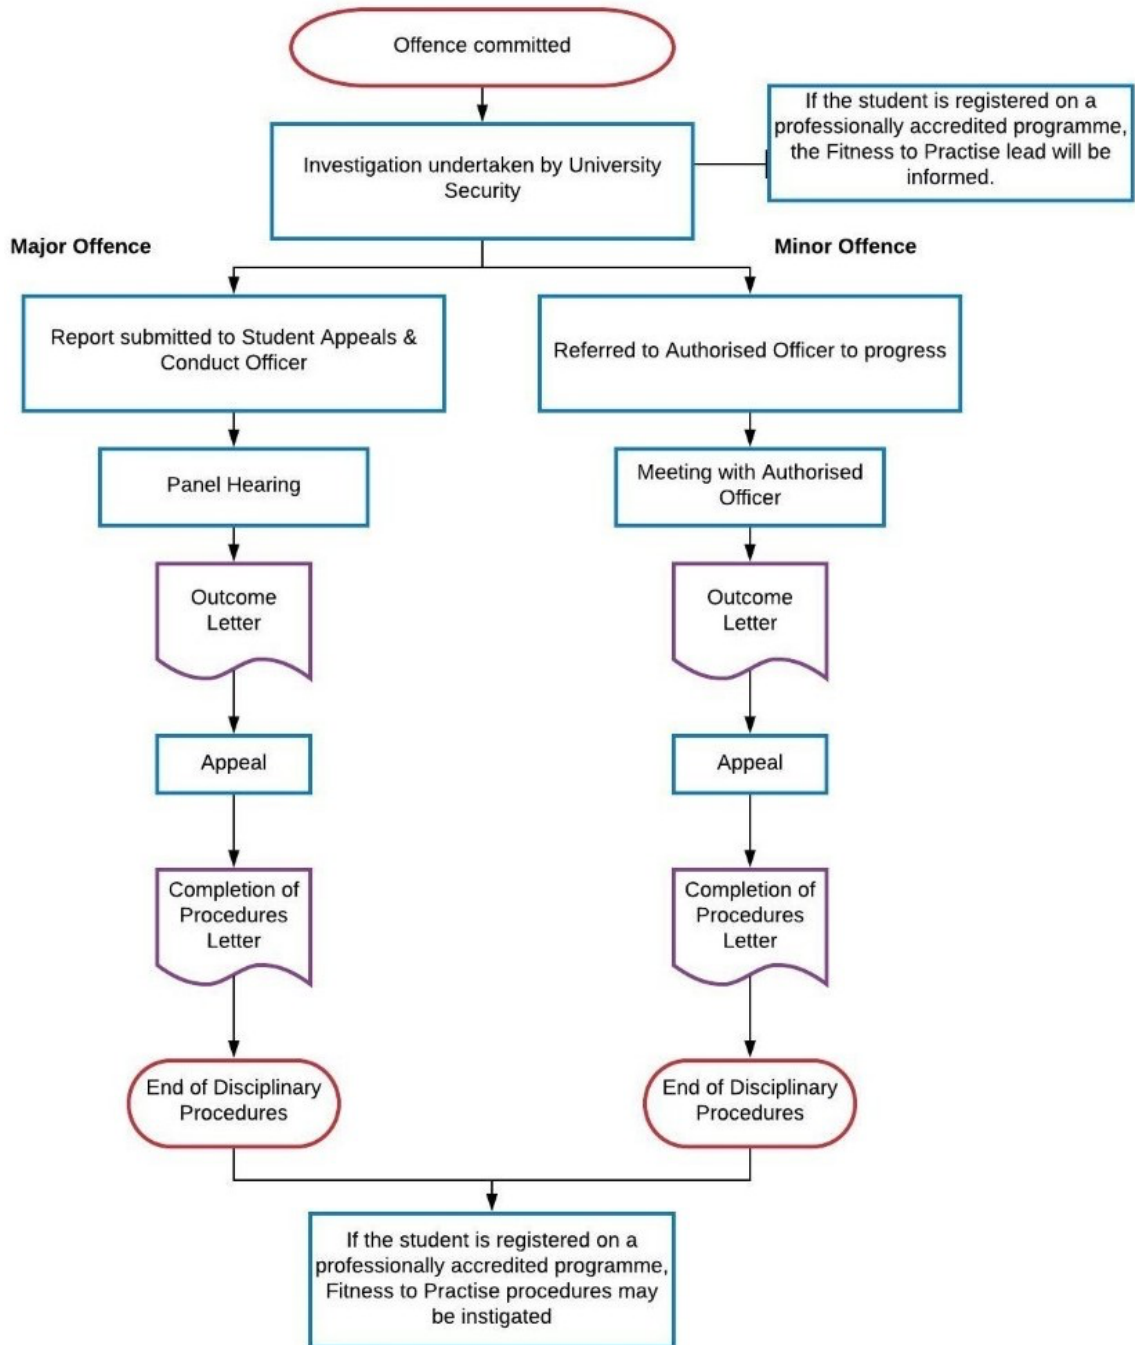 Offence committed
If the student is registered on a
professionally accredited programme,
the Fitness to Practise lead will be
informed.
Investigation undertaken by University
Security
Major Offence
Minor Offence
Report submitted to Student Appeals &
Conduct Officer
Referred to Authorised Officer to progress
Panel Hearing
Meeting with Authorised
Officer
Outcome
Letter
Outcome
Letter
Appeal
Appeal
Completion of
Procedures
Letter
Completion of
Procedures
Letter
End of Disciplinary
Procedures
End of Disciplinary
Procedures
If the student is registered on a
professionally accredited programme,
Fitness to Practise procedures may
be instigated